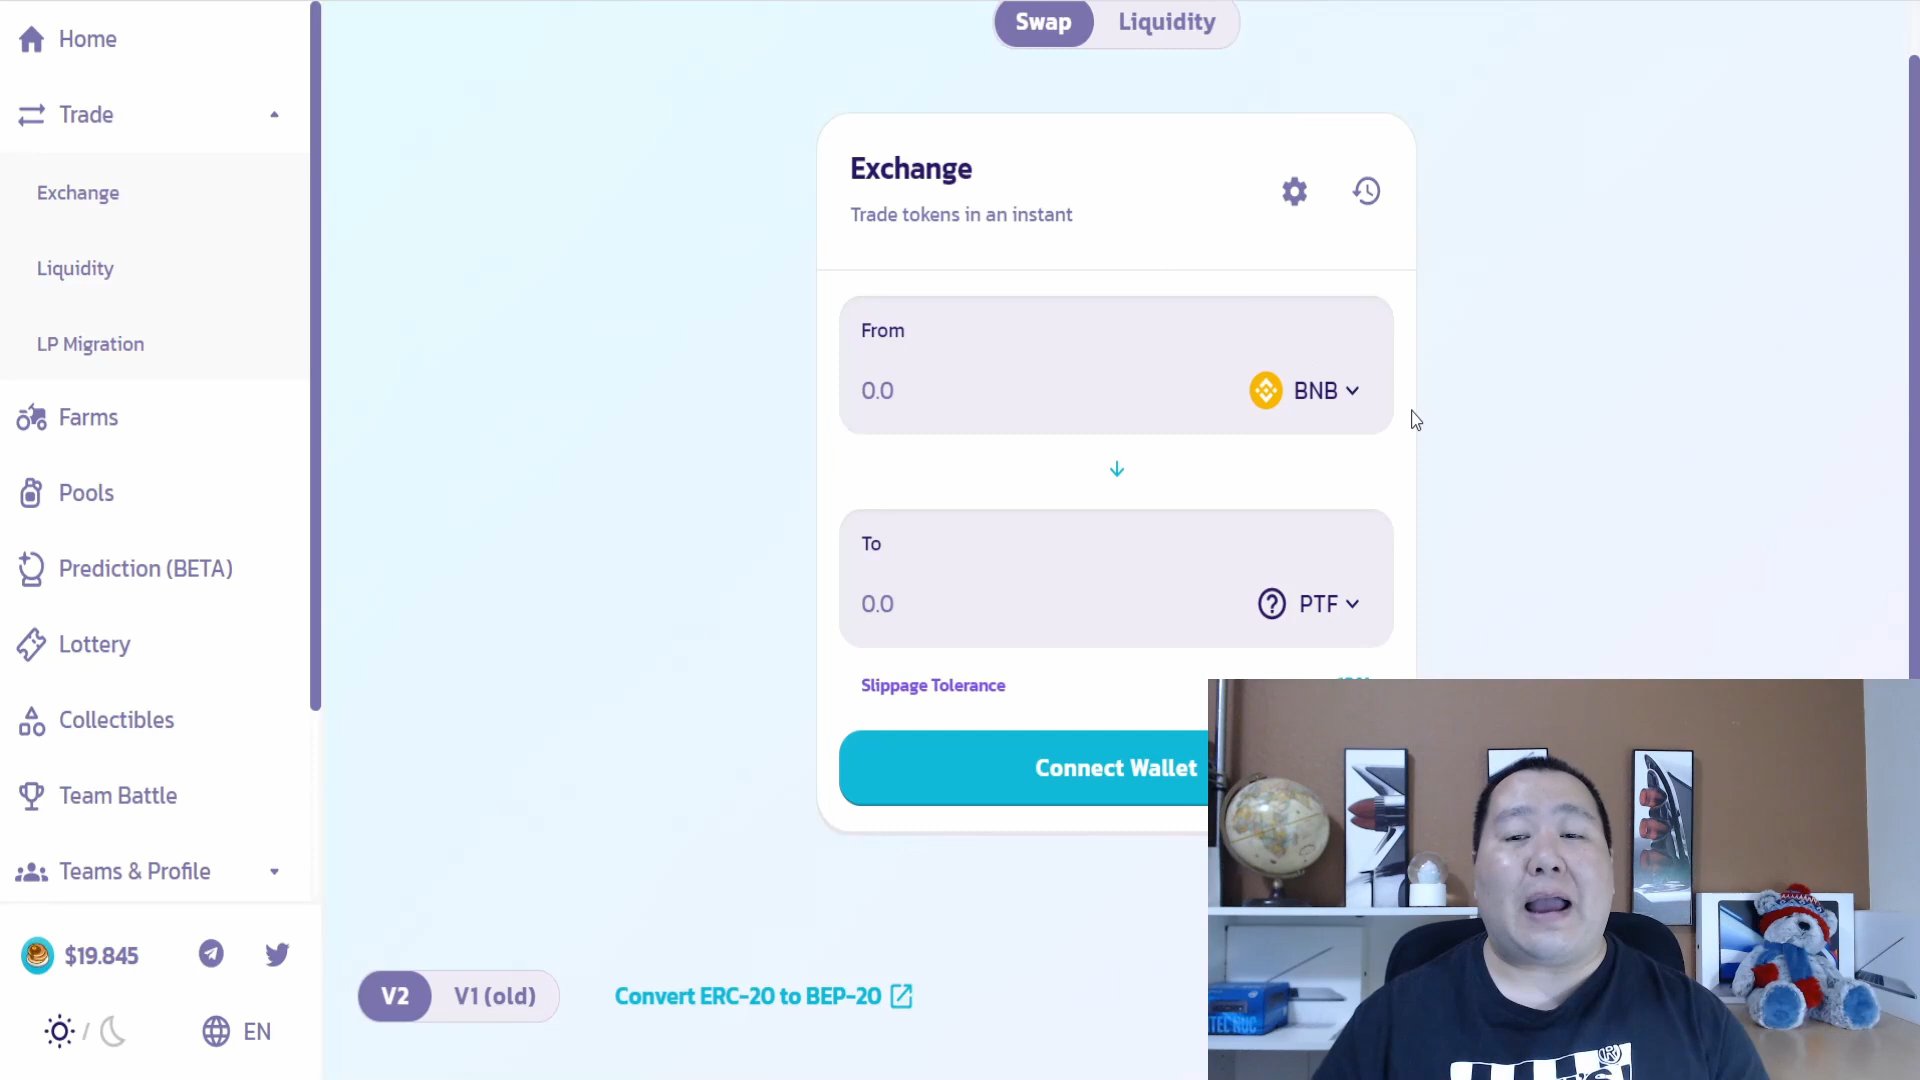 Home
Trade
Exchange
Liquidity
LP Migration
Farms
Pools
Prediction (BETA)
Lottery
Collectibles
Team Battle
Teams & Profile
$19.845
/
EN
Swap
Liquidity
Exchange
Trade tokens in an instant
From
0.0
BNB
To
0.0
PTF
Slippage Tolerance
Connect Wallet
V2
V1 (old)
Convert ERC-20 to BEP-20
NUC